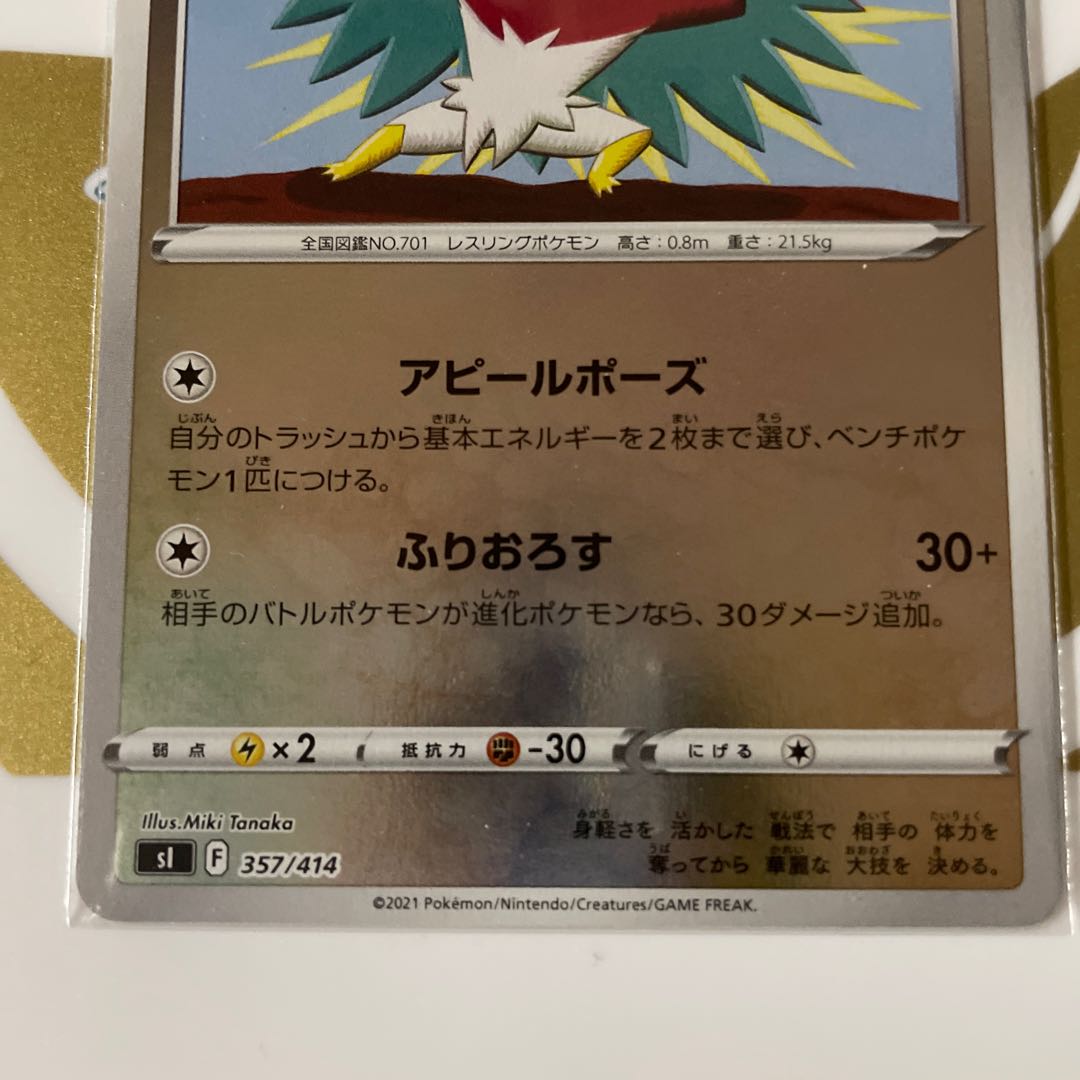 全国図鑑NO.701 レスリングポケモン 高さ:0.8m 重さ:21.5kg
アピールポーズ
自分のトラッシュから基本エネルギーを2枚まで選び、ベンチポケ
モン1匹につける。
ふりおろす 30+
相手のバトルポケモンが進化ポケモンなら、30ダメージ追加。
弱点 ×2 抵抗力 -30 にげる
Illus.Miki Tanaka
sI F 357/414
身軽さを 活かした 戦法で 相手の 体力を
奪ってから 華麗な 大技を 決める。
©2021 Pokémon/Nintendo/Creatures/GAME FREAK.